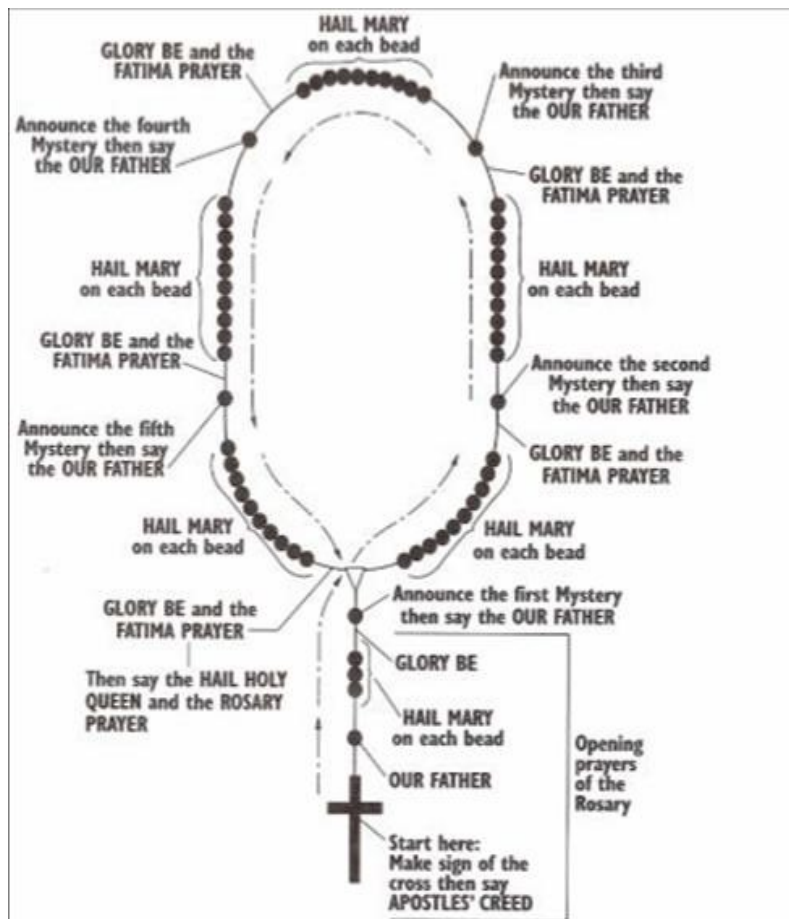 HAIL MARY
on each bead
GLORY BE and the
FATIMA PRAYER
Announce the third
Mystery then say
the OUR FATHER
Announce the fourth
Mystery then say
the OUR FATHER
GLORY BE and the
FATIMA PRAYER
HAIL MARY
on each bead
HAIL MARY
on each bead
GLORY BE and the
FATIMA PRAYER
Announce the second
Mystery then say
the OUR FATHER
Announce the fifth
Mystery then say
the OUR FATHER
GLORY BE and the
FATIMA PRAYER
HAIL MARY
on each bead
HAIL MARY
on each bead
GLORY BE and the
FATIMA PRAYER
Announce the first Mystery
then say the OUR FATHER
Then say the HAIL HOLY
QUEEN and the ROSARY
PRAYER
GLORY BE
HAIL MARY
on each bead
OUR FATHER
Opening
prayers
of the
Rosary
Start here:
Make sign of the
cross then say
APOSTLES' CREED